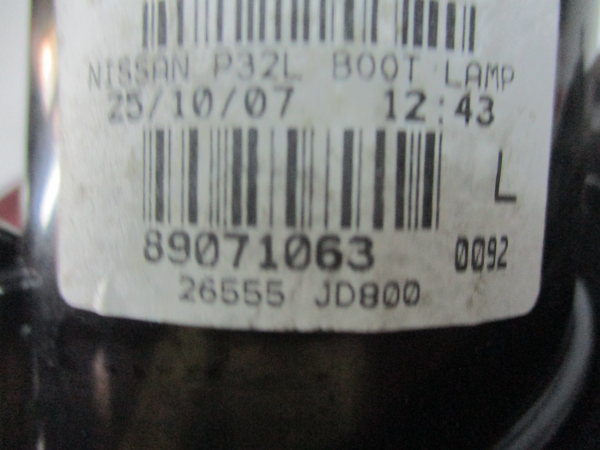 NISSAN P32L BOOT LAMP
25/10/07 12:43
L
89071063 0092
26555 JD800